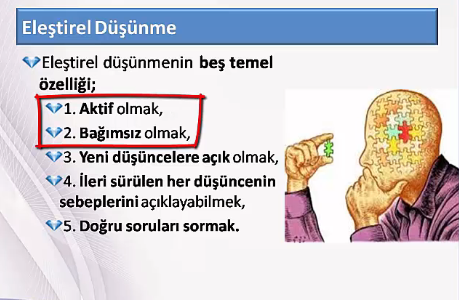 Eleştirel Düşünme
Eleştirel düşünmenin beş temel
özelliği;
1. Aktif olmak,
2. Bağımsız olmak,
3. Yeni düşüncelere açık olmak,
4. İleri sürülen her düşüncenin
sebeplerini açıklayabilmek,
5. Doğru soruları sormak.